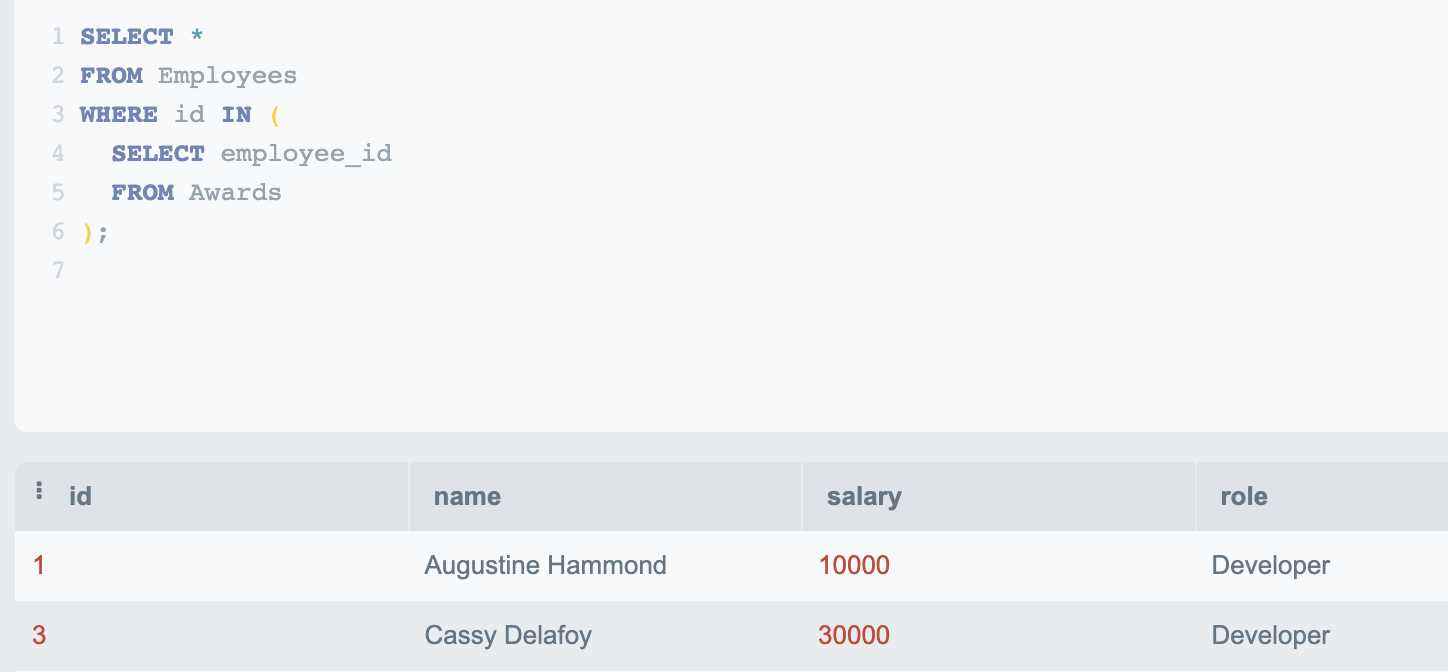 1 SELECT *
2 FROM Employees
3 WHERE id IN (
4   SELECT employee_id
5   FROM Awards
6 );
7
id name salary role
1 Augustine Hammond 10000 Developer
3 Cassy Delafoy 30000 Developer